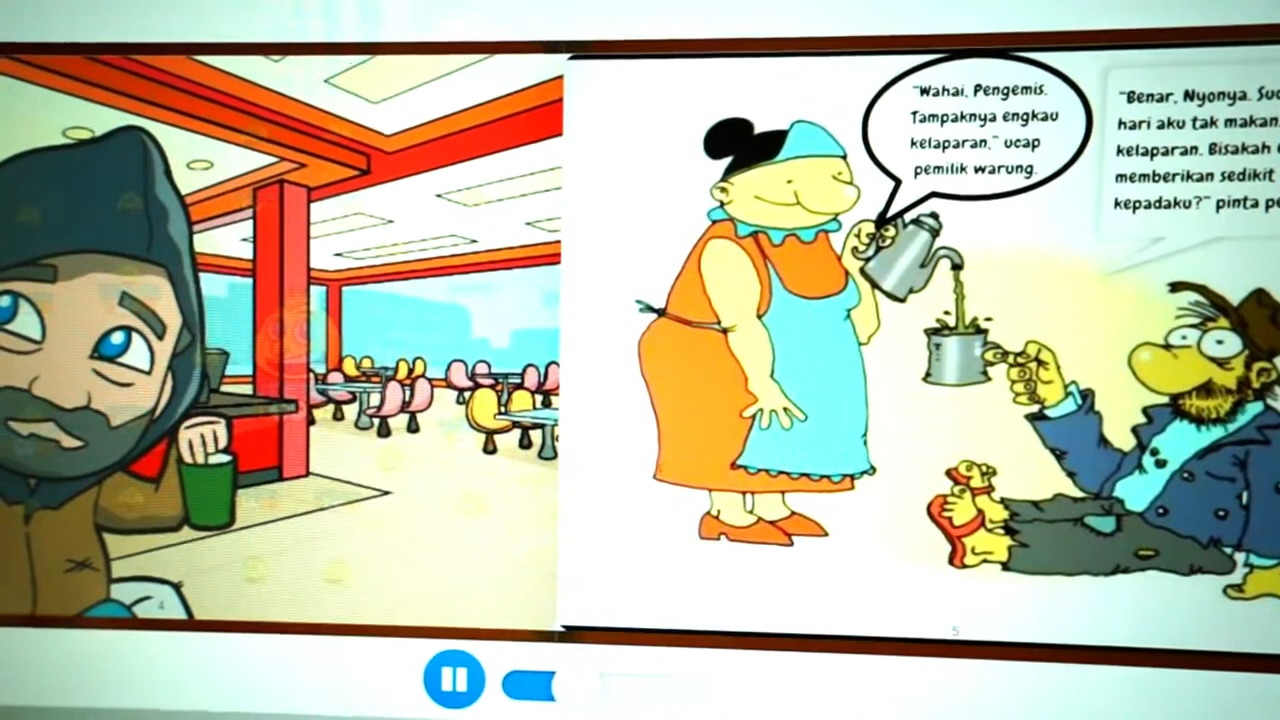 "Wahai, Pengemis.
Tampaknya engkau
kelaparan," ucap
pemilik warung.
"Benar, Nyonya.
hari aku tak makan.
kelaparan. Bisakah
memberikan sedikit
kepadaku?" pinta
4
5